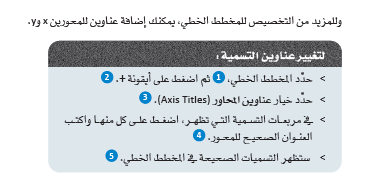 وللمزيد من التخصيص للمخطط الخطي، يمكنك إضافة عناوين للمحورين x وy.
لتغيير عناوين التسمية:
> حدِّد المخطط الخطي، 1 ثم اضغط على أيقونة +. 2
> حدِّد خيار عناوين المحاور (Axis Titles). 3
> في مربعات التسمية التي تظهر، اضغط على كل منها واكتب
العنوان الصحيح للمحور. 4
> ستظهر التسميات الصحيحة في المخطط الخطي. 5